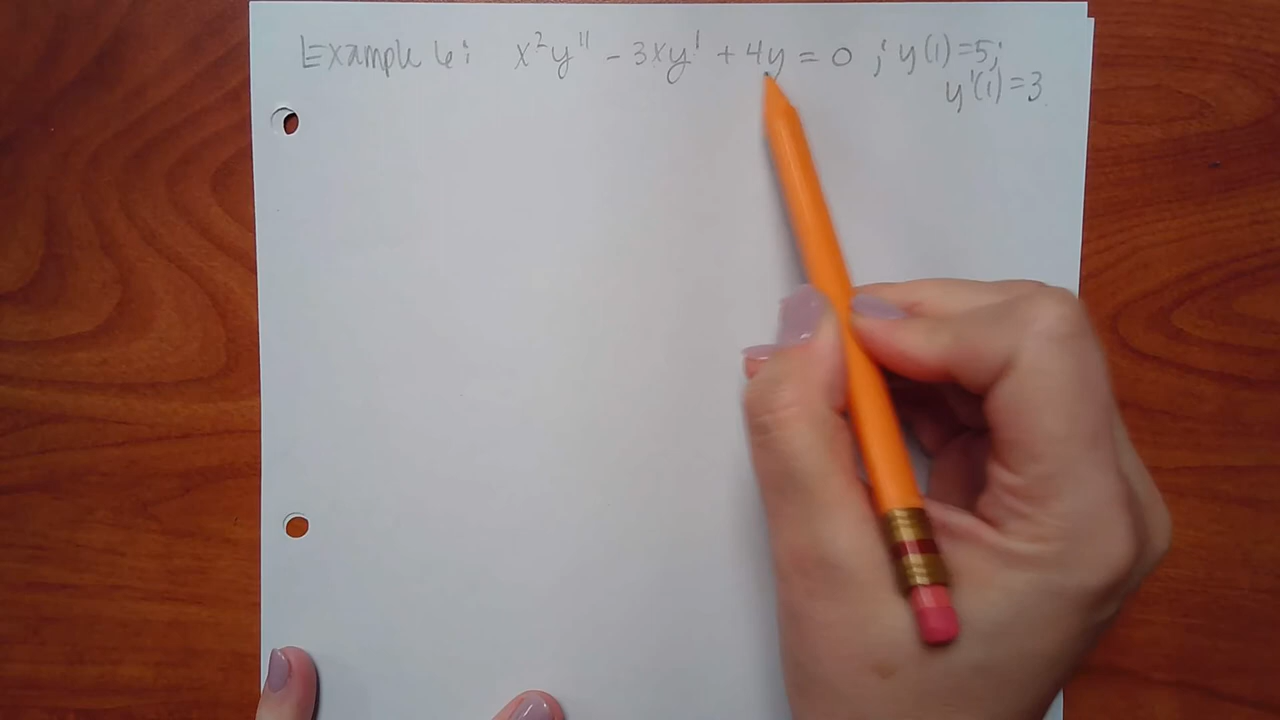 Example 6: x²y'' - 3xy' + 4y = 0 ; y(1)=5;
y'(1)=3